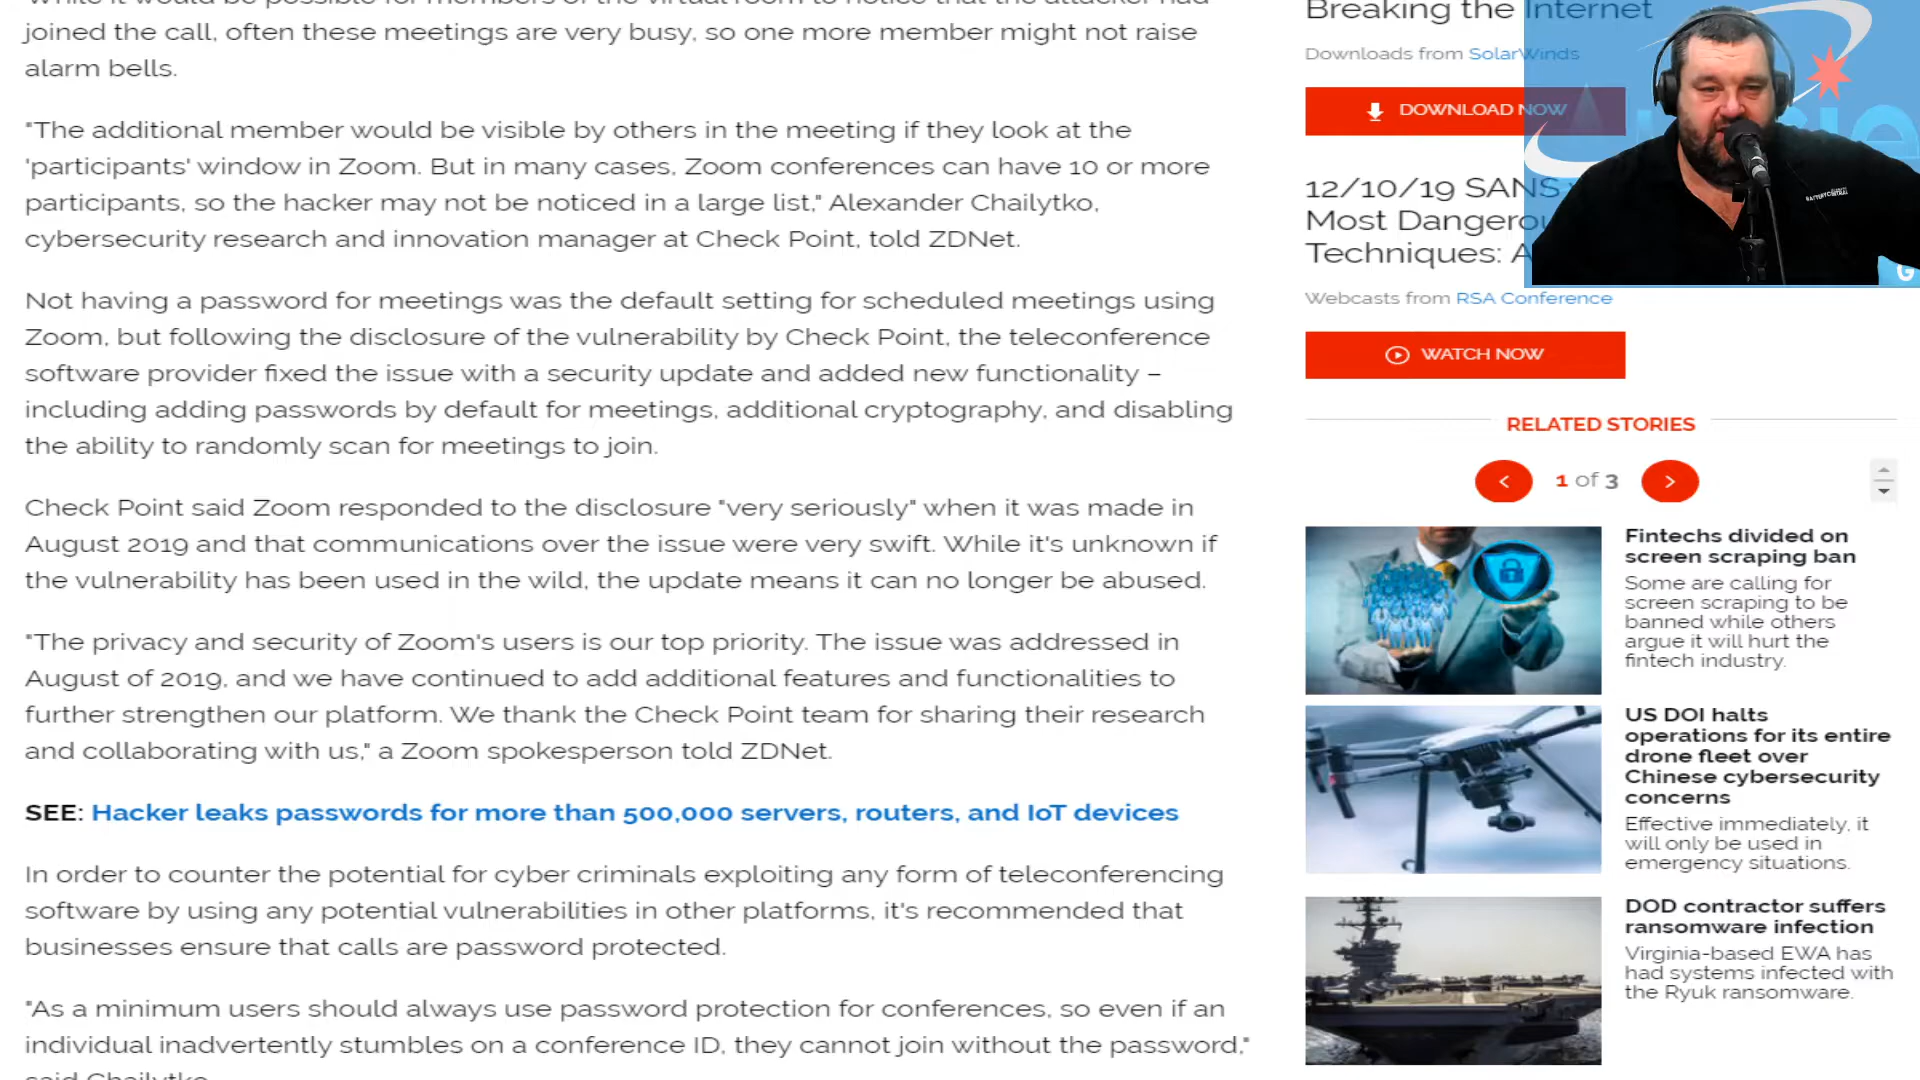 joined the call, often these meetings are very busy, so one more member might not raise
alarm bells.
"The additional member would be visible by others in the meeting if they look at the
'participants' window in Zoom. But in many cases, Zoom conferences can have 10 or more
participants, so the hacker may not be noticed in a large list," Alexander Chailytko,
cybersecurity research and innovation manager at Check Point, told ZDNet.
Not having a password for meetings was the default setting for scheduled meetings using
Zoom, but following the disclosure of the vulnerability by Check Point, the teleconference
software provider fixed the issue with a security update and added new functionality –
including adding passwords by default for meetings, additional cryptography, and disabling
the ability to randomly scan for meetings to join.
Check Point said Zoom responded to the disclosure "very seriously" when it was made in
August 2019 and that communications over the issue were very swift. While it's unknown if
the vulnerability has been used in the wild, the update means it can no longer be abused.
"The privacy and security of Zoom's users is our top priority. The issue was addressed in
August of 2019, and we have continued to add additional features and functionalities to
further strengthen our platform. We thank the Check Point team for sharing their research
and collaborating with us," a Zoom spokesperson told ZDNet.
SEE: Hacker leaks passwords for more than 500,000 servers, routers, and IoT devices
In order to counter the potential for cyber criminals exploiting any form of teleconferencing
software by using any potential vulnerabilities in other platforms, it's recommended that
businesses ensure that calls are password protected.
"As a minimum users should always use password protection for conferences, so even if an
individual inadvertently stumbles on a conference ID, they cannot join without the password,"
said Chailytko
Breaking the Internet
Downloads from SolarWinds
DOWNLOAD NOW
12/10/19 SANS
Most
Techniques:
Webcasts from RSA Conference
WATCH NOW
RELATED STORIES
1 of 3
Fintechs divided on
screen scraping ban
Some are calling for
screen scraping to be
banned while others
argue it will hurt the
fintech industry.
US DOI halts
operations for its entire
drone fleet over
Chinese cybersecurity
concerns
Effective immediately, it
will only be used in
emergency situations.
DOD contractor suffers
ransomware infection
Virginia-based EWA has
had systems infected with
the Ryuk ransomware.